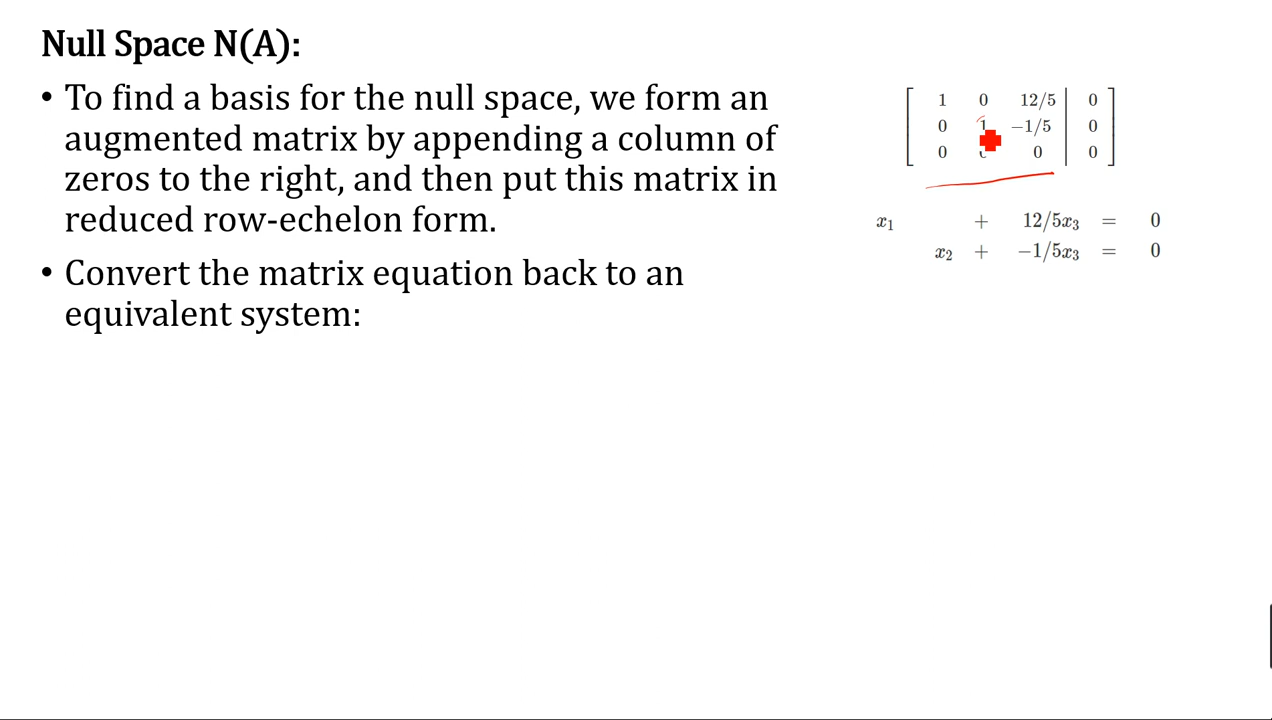 Null Space N(A):
• To find a basis for the null space, we form an
augmented matrix by appending a column of
zeros to the right, and then put this matrix in
reduced row-echelon form.
• Convert the matrix equation back to an
equivalent system:
1 0 12/5 0
0 1 −1/5 0
0 0 0
x₁ + 12/5x₃ = 0
x₂ + −1/5x₃ = 0